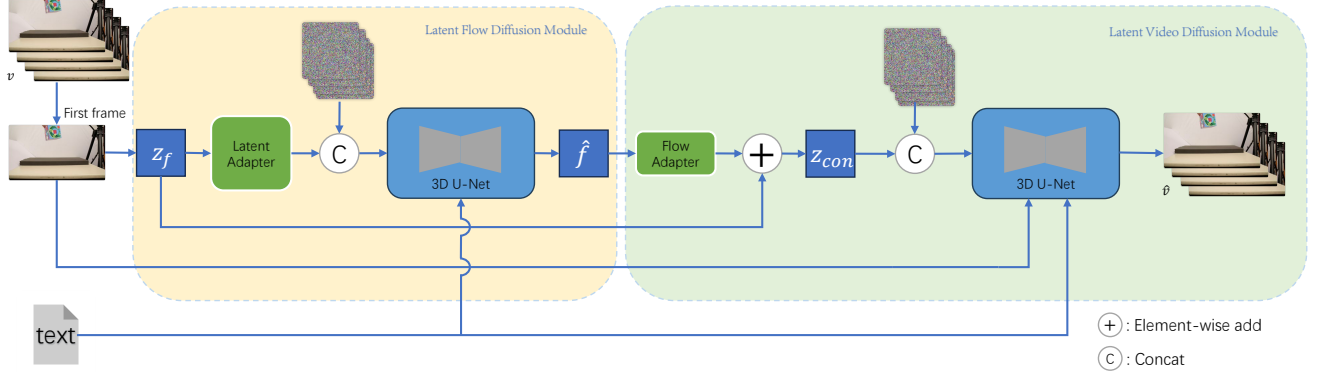 Latent Flow Diffusion Module
Latent Video Diffusion Module
v
First frame
z_f
Latent
Adapter
C
3D U-Net
f̂
Flow
Adapter
+
z_con
C
3D U-Net
v̂
text
+ : Element-wise add
C : Concat